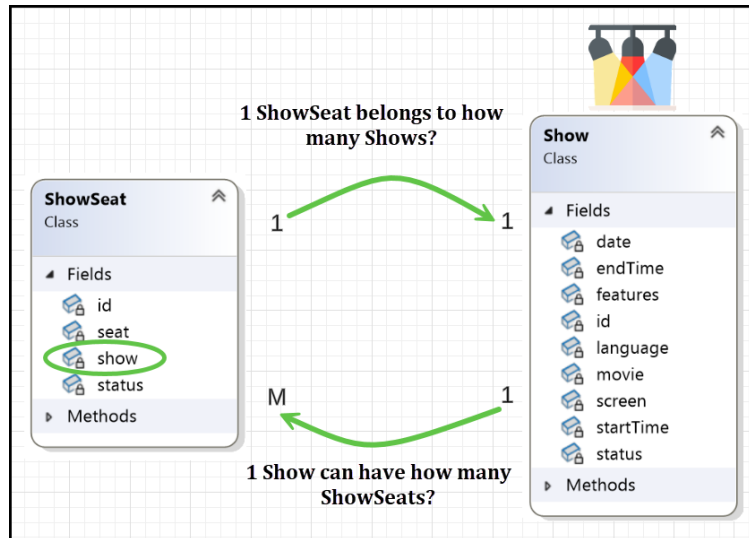 1 ShowSeat belongs to how
many Shows?
ShowSeat
Class
Fields
id
seat
show
status
Methods
1
1
M
1
1 Show can have how many
ShowSeats?
Show
Class
Fields
date
endTime
features
id
language
movie
screen
startTime
status
Methods